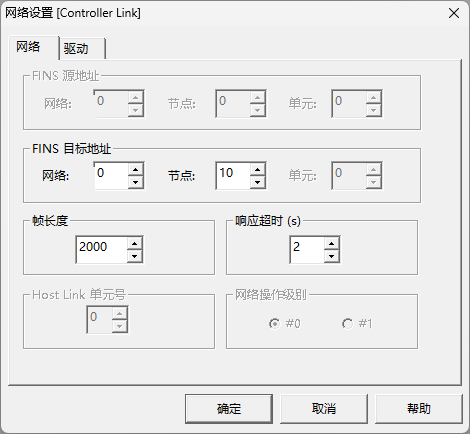 网络设置 [Controller Link]
网络 驱动
FINS 源地址
网络: 0 节点: 0 单元: 0
FINS 目标地址
网络: 0 节点: 10 单元: 0
帧长度 响应超时 (s)
2000 2
Host Link 单元号 网络操作级别
0 #0 #1
确定 取消 帮助